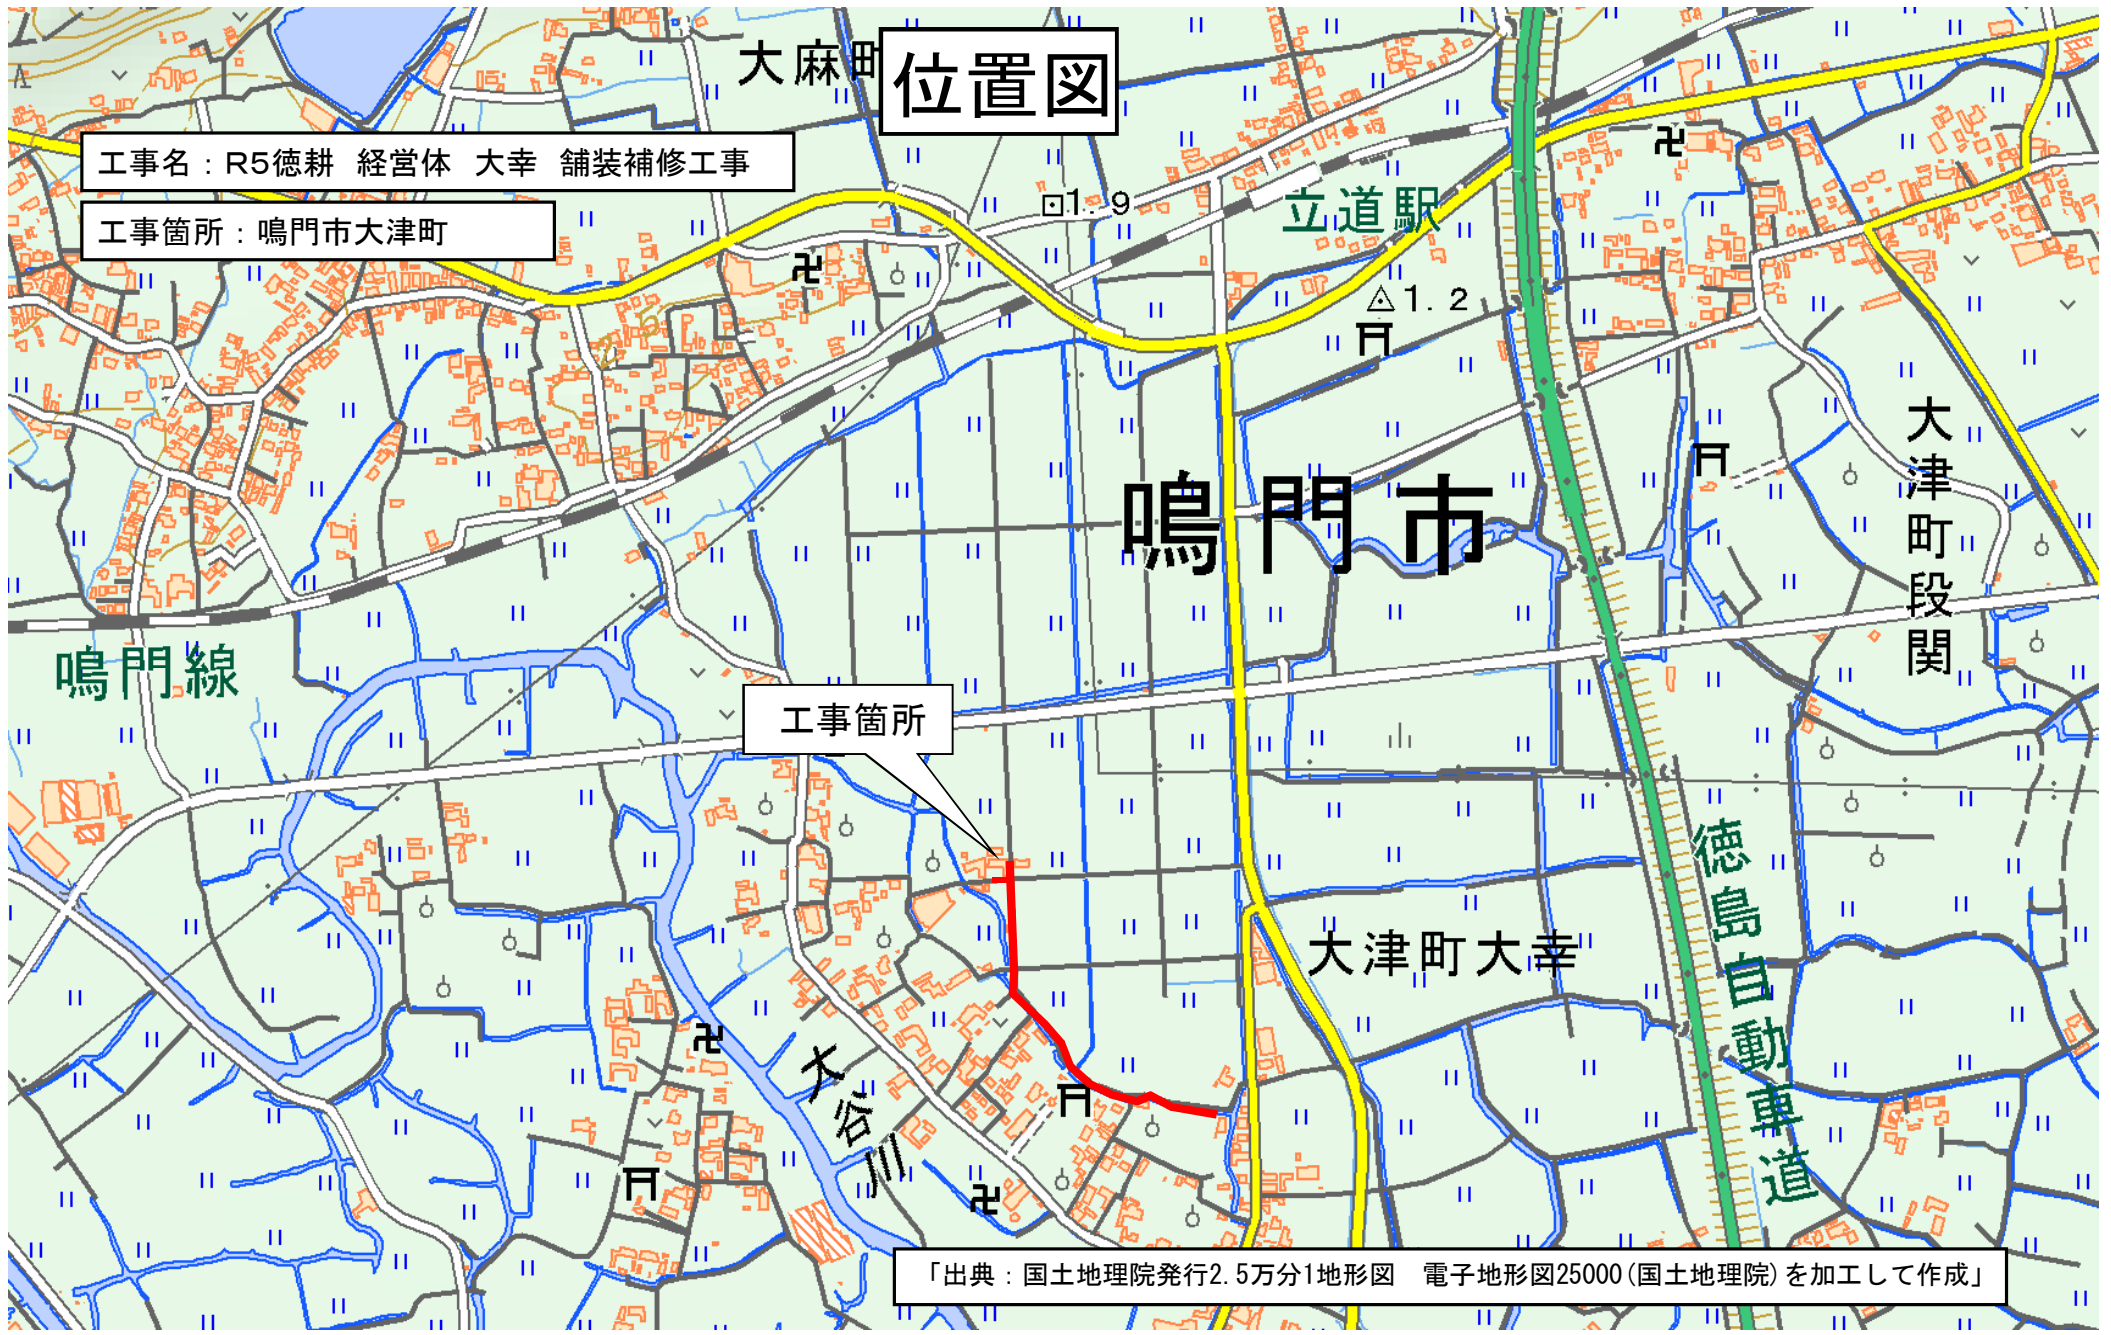 大麻町
位置図
工事名：R5徳耕　経営体　大幸　舗装補修工事
工事箇所：鳴門市大津町
1.9
立道駅
1.2
鳴門市
大津町段関
鳴門線
工事箇所
大津町大幸
徳島自動車道
大谷川
「出典：国土地理院発行2.5万分1地形図　電子地形図25000(国土地理院)を加工して作成」